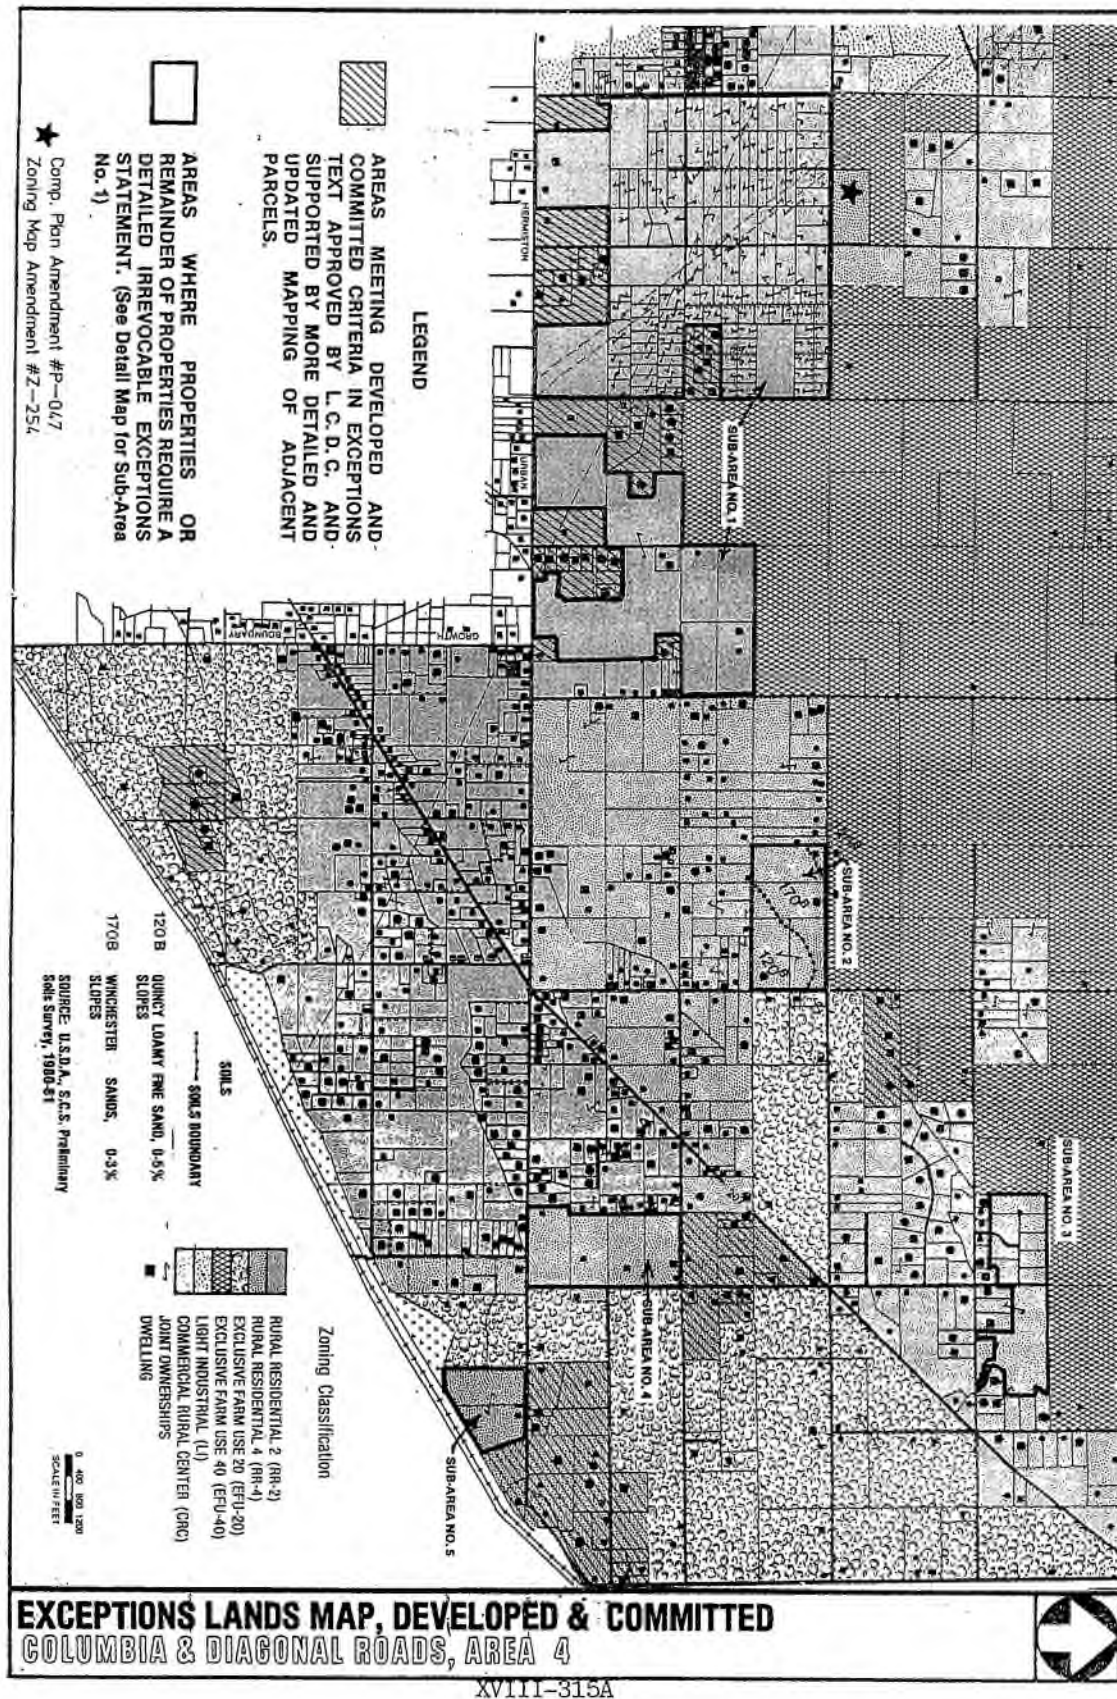 LEGEND
AREAS MEETING DEVELOPED AND
COMMITTED CRITERIA IN EXCEPTIONS
TEXT APPROVED BY L.C.D.C. AND
SUPPORTED BY MORE DETAILED AND
UPDATED MAPPING OF ADJACENT
PARCELS.
AREAS WHERE PROPERTIES OR
REMAINDER OF PROPERTIES REQUIRE A
DETAILED IRREVOCABLE EXCEPTIONS
STATEMENT. (See Detail Map for Sub-Area
No. 1)
Comp. Plan Amendment #P-047
Zoning Map Amendment #Z-254
HERMISTON
URBAN
GROWTH
BOUNDARY
SUB-AREA NO. 1
SUB-AREA NO. 2
170B
120B
SUB-AREA NO. 3
SUB-AREA NO. 4
SUB-AREA NO. 5
SOILS
SOILS BOUNDARY
120 B QUINCY LOAMY FINE SAND, 0-5%
SLOPES
170B WINCHESTER SANDS, 0-3%
SLOPES
SOURCE: U.S.D.A., S.C.S. Preliminary
Soils Survey, 1980-81
Zoning Classification
RURAL RESIDENTIAL 2 (RR-2)
RURAL RESIDENTIAL 4 (RR-4)
EXCLUSIVE FARM USE 20 (EFU-20)
EXCLUSIVE FARM USE 40 (EFU-40)
LIGHT INDUSTRIAL (LI)
COMMERCIAL RURAL CENTER (CRC)
JOINT OWNERSHIPS
DWELLING
0 400 800 1200
SCALE IN FEET
EXCEPTIONS LANDS MAP, DEVELOPED & COMMITTED
COLUMBIA & DIAGONAL ROADS, AREA 4
XVIII-315A